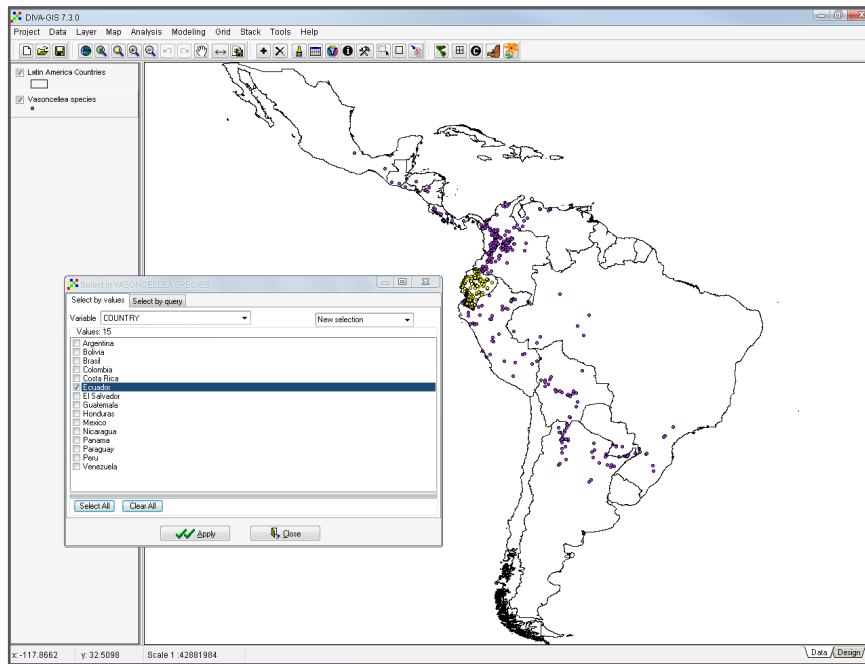 DIVA-GIS 7.3.0
Project Data Layer Map Analysis Modeling Grid Stack Tools Help
Latin America Countries
Vasoncellea species
Select in VASONCELLEA SPECIES
Select by values Select by query
Variable COUNTRY New selection
Values: 15
Argentina
Bolivia
Brasil
Colombia
Costa Rica
Ecuador
El Salvador
Guatemala
Honduras
Mexico
Nicaragua
Panama
Paraguay
Peru
Venezuela
Select All Clear All
Apply Close
x: -117.8662 y: 32.5098 Scale 1 :42881984 Data Design